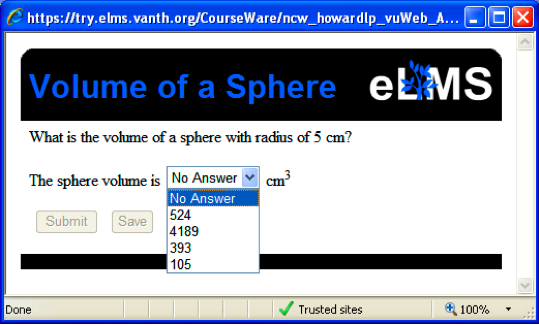 https://try.elms.vanth.org/CourseWare/ncw_howardlp_vuWeb_A...
Volume of a Sphere eLMS
What is the volume of a sphere with radius of 5 cm?
The sphere volume is No Answer cm³
No Answer
524
4189
393
105
Submit Save
Done Trusted sites 100%